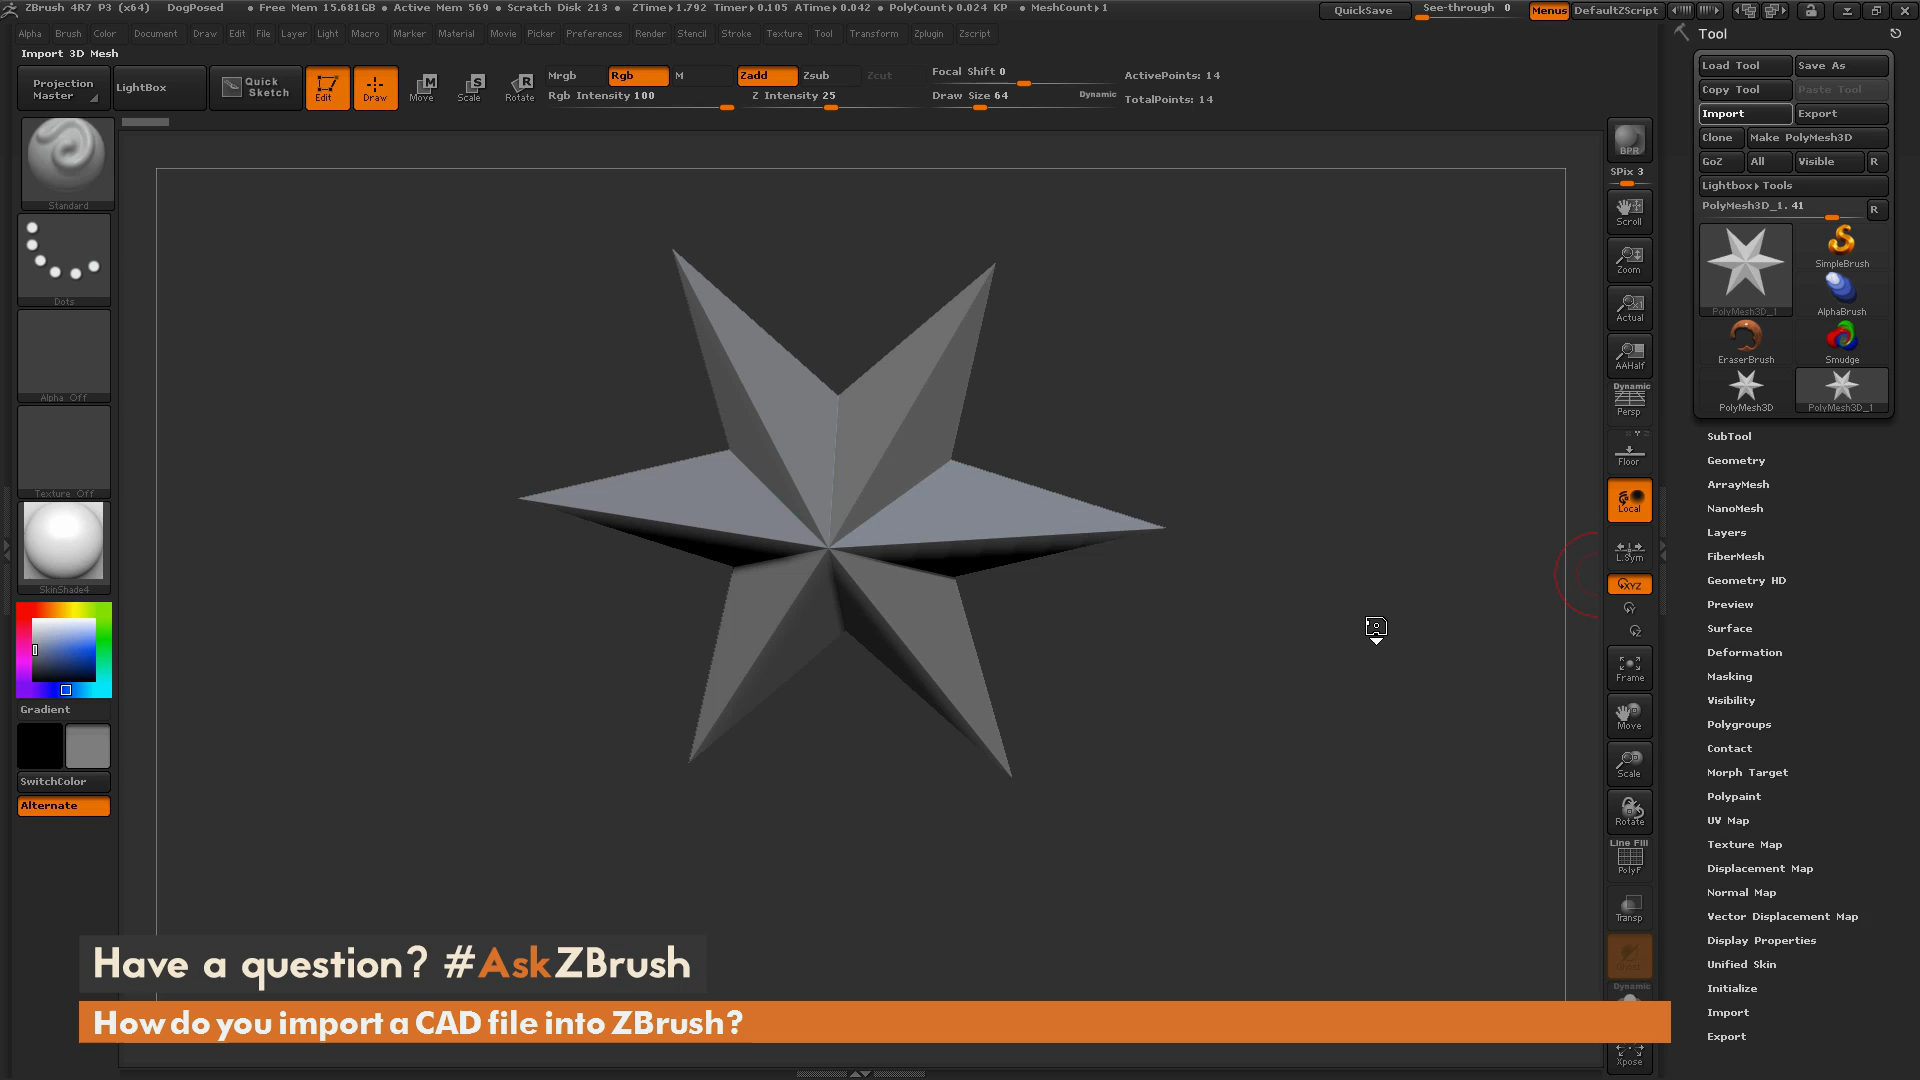 ZBrush 4R7 P3 (x64) DogPosed • Free Mem 15.681GB • Active Mem 569 • Scratch Disk 213 • ZTime▸1.792 Timer▸0.105 ATime▸0.042 • PolyCount▸0.024 KP • MeshCount▸1 QuickSave See-through 0 Menus DefaultZScript
Alpha Brush Color Document Draw Edit File Layer Light Macro Marker Material Movie Picker Preferences Render Stencil Stroke Texture Tool Transform Zplugin Zscript
Import 3D Mesh
Projection Master
LightBox
Quick Sketch
Edit
Draw
Move
Scale
Rotate
Mrgb Rgb M Zadd Zsub Zcut
Rgb Intensity 100 Z Intensity 25
Focal Shift 0
Draw Size 64 Dynamic
ActivePoints: 14
TotalPoints: 14
Standard
Dots
Alpha Off
Texture Off
SkinShade4
Gradient
SwitchColor
Alternate
BPR
SPix 3
Scroll
Zoom
Actual
AAHalf
Dynamic
Persp
Floor
Local
L.Sym
XYZ
Y
Z
Frame
Move
Scale
Rotate
Line Fill
PolyF
Transp
Dynamic
Xpose
Tool
Load Tool Save As
Copy Tool Paste Tool
Import Export
Clone Make PolyMesh3D
GoZ All Visible R
Lightbox▸Tools
PolyMesh3D_1. 41 R
PolyMesh3D_1
SimpleBrush
AlphaBrush
EraserBrush
Smudge
PolyMesh3D
PolyMesh3D_1
SubTool
Geometry
ArrayMesh
NanoMesh
Layers
FiberMesh
Geometry HD
Preview
Surface
Deformation
Masking
Visibility
Polygroups
Contact
Morph Target
Polypaint
UV Map
Texture Map
Displacement Map
Normal Map
Vector Displacement Map
Display Properties
Unified Skin
Initialize
Import
Export
Have a question? #AskZBrush
How do you import a CAD file into ZBrush?